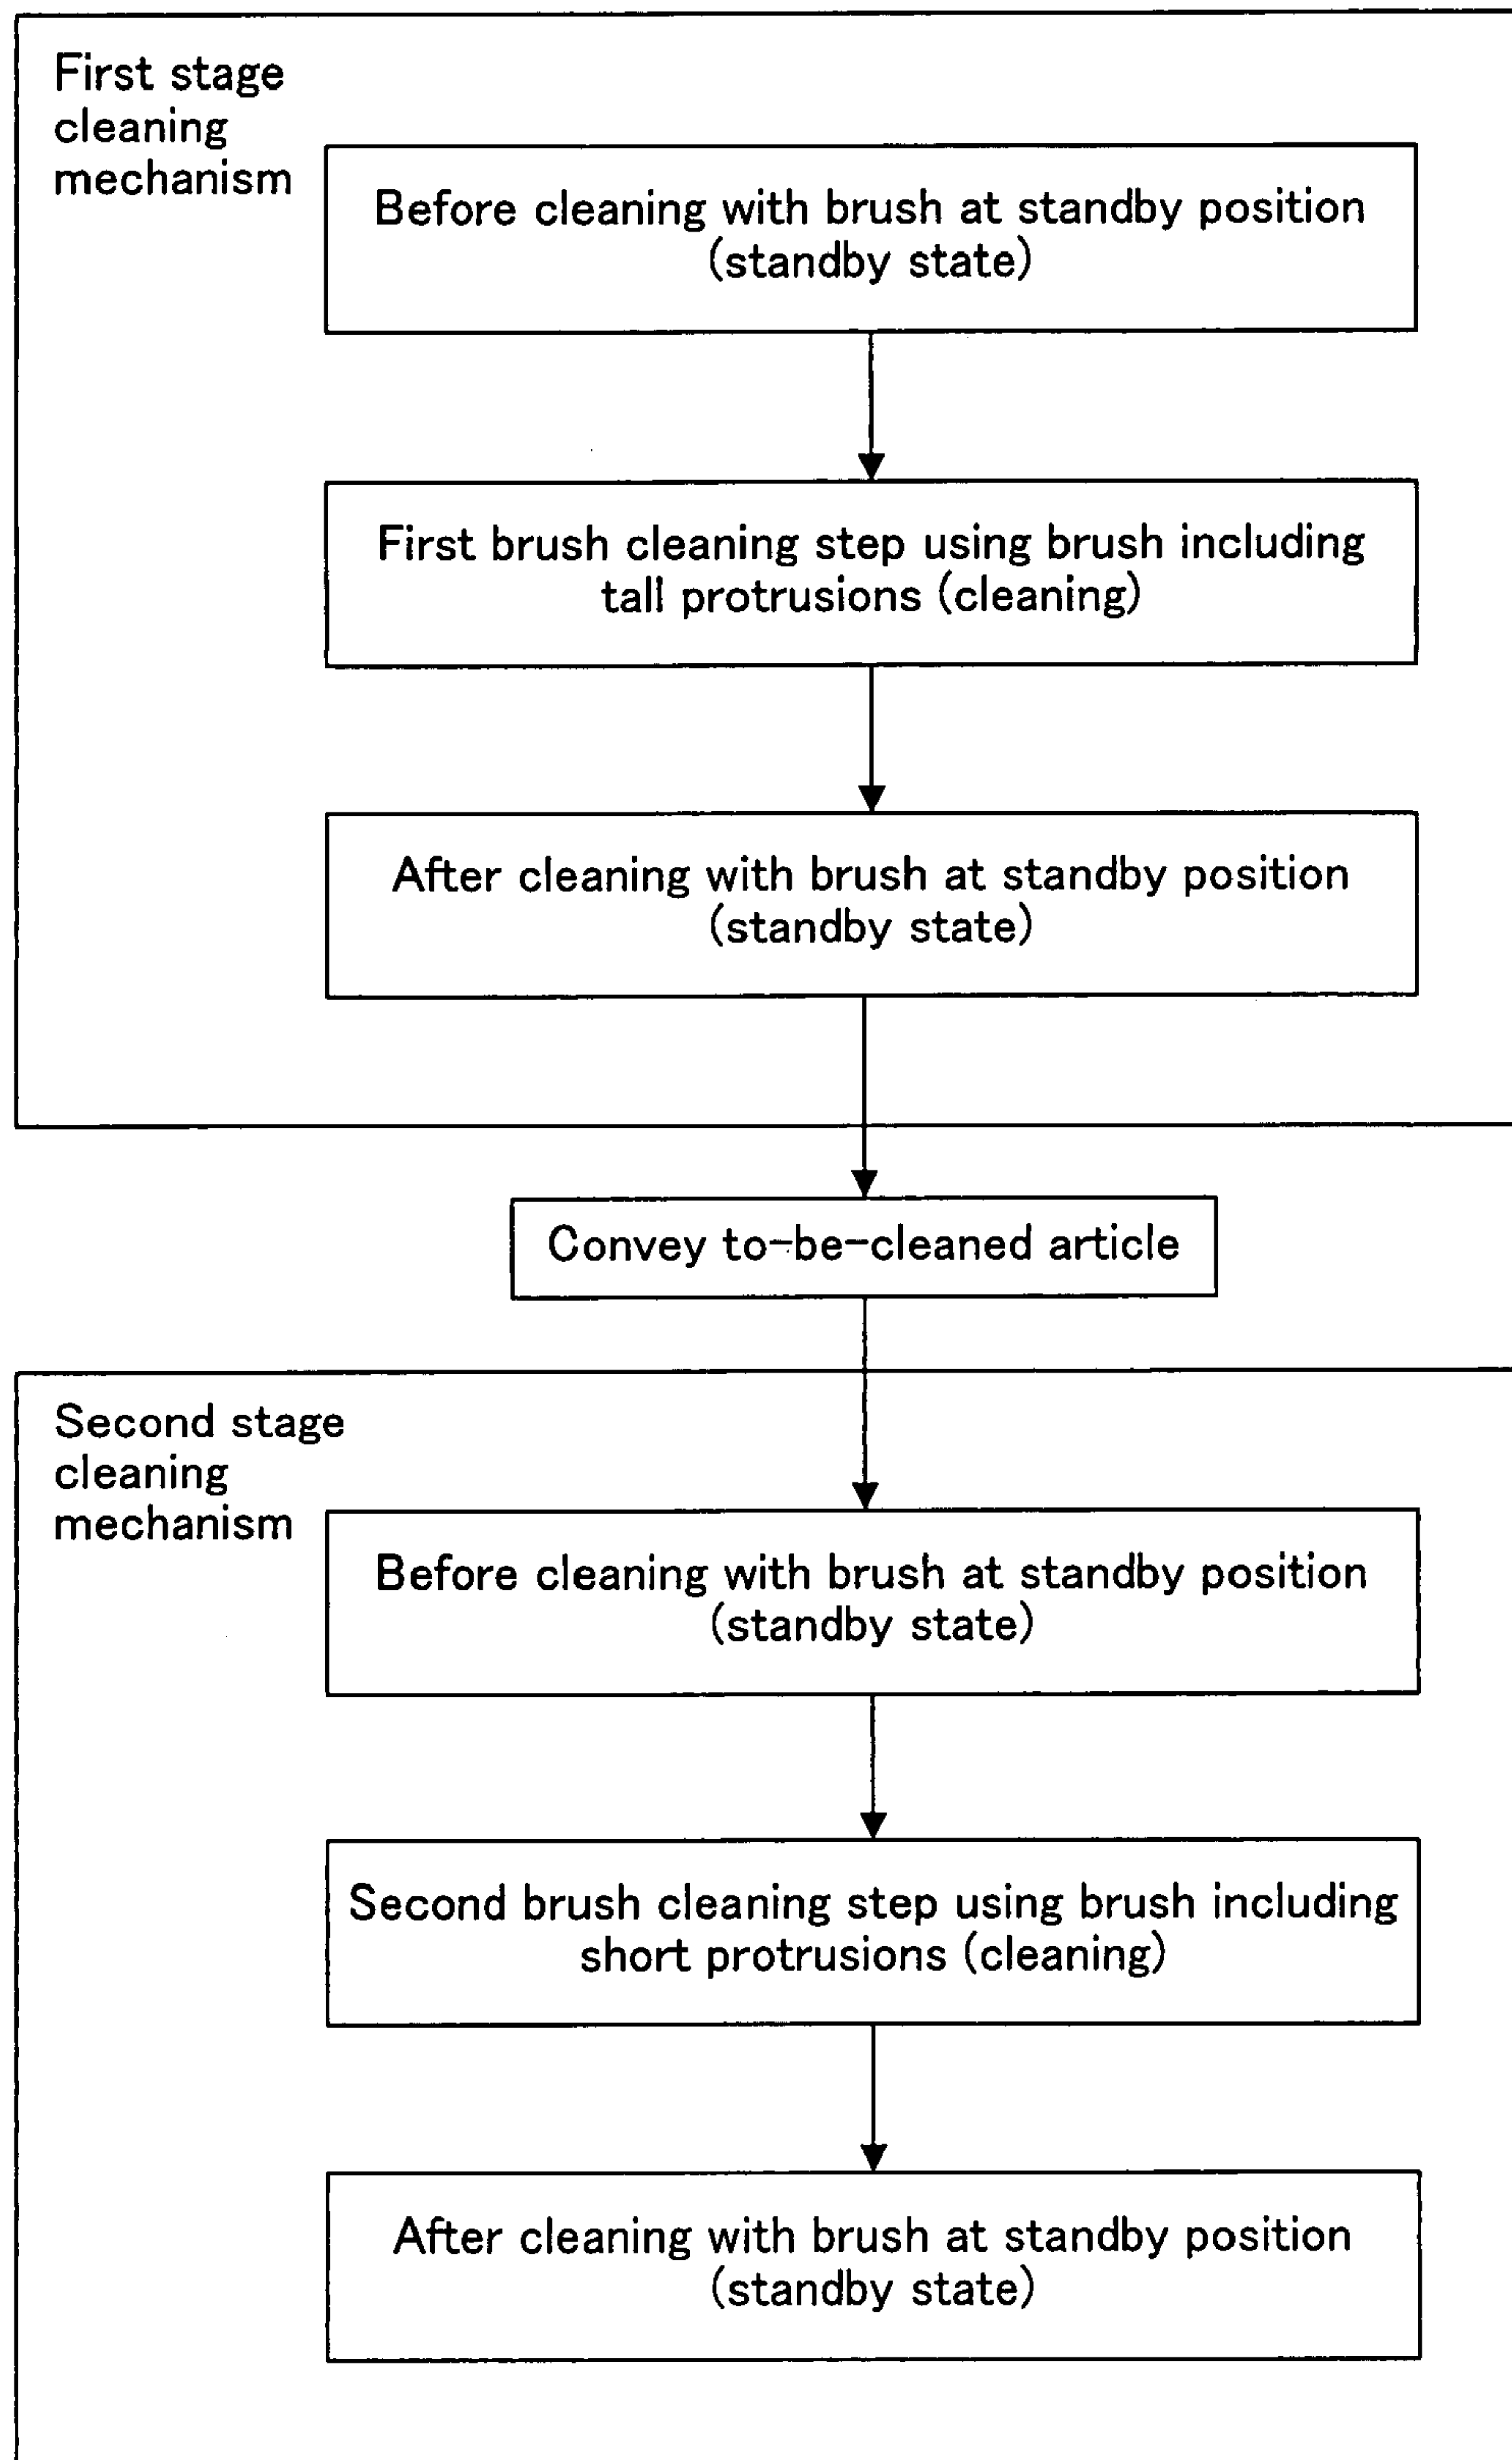 First stage
cleaning
mechanism
Before cleaning with brush at standby position
(standby state)
First brush cleaning step using brush including
tall protrusions (cleaning)
After cleaning with brush at standby position
(standby state)
Convey to-be-cleaned article
Second stage
cleaning
mechanism
Before cleaning with brush at standby position
(standby state)
Second brush cleaning step using brush including
short protrusions (cleaning)
After cleaning with brush at standby position
(standby state)